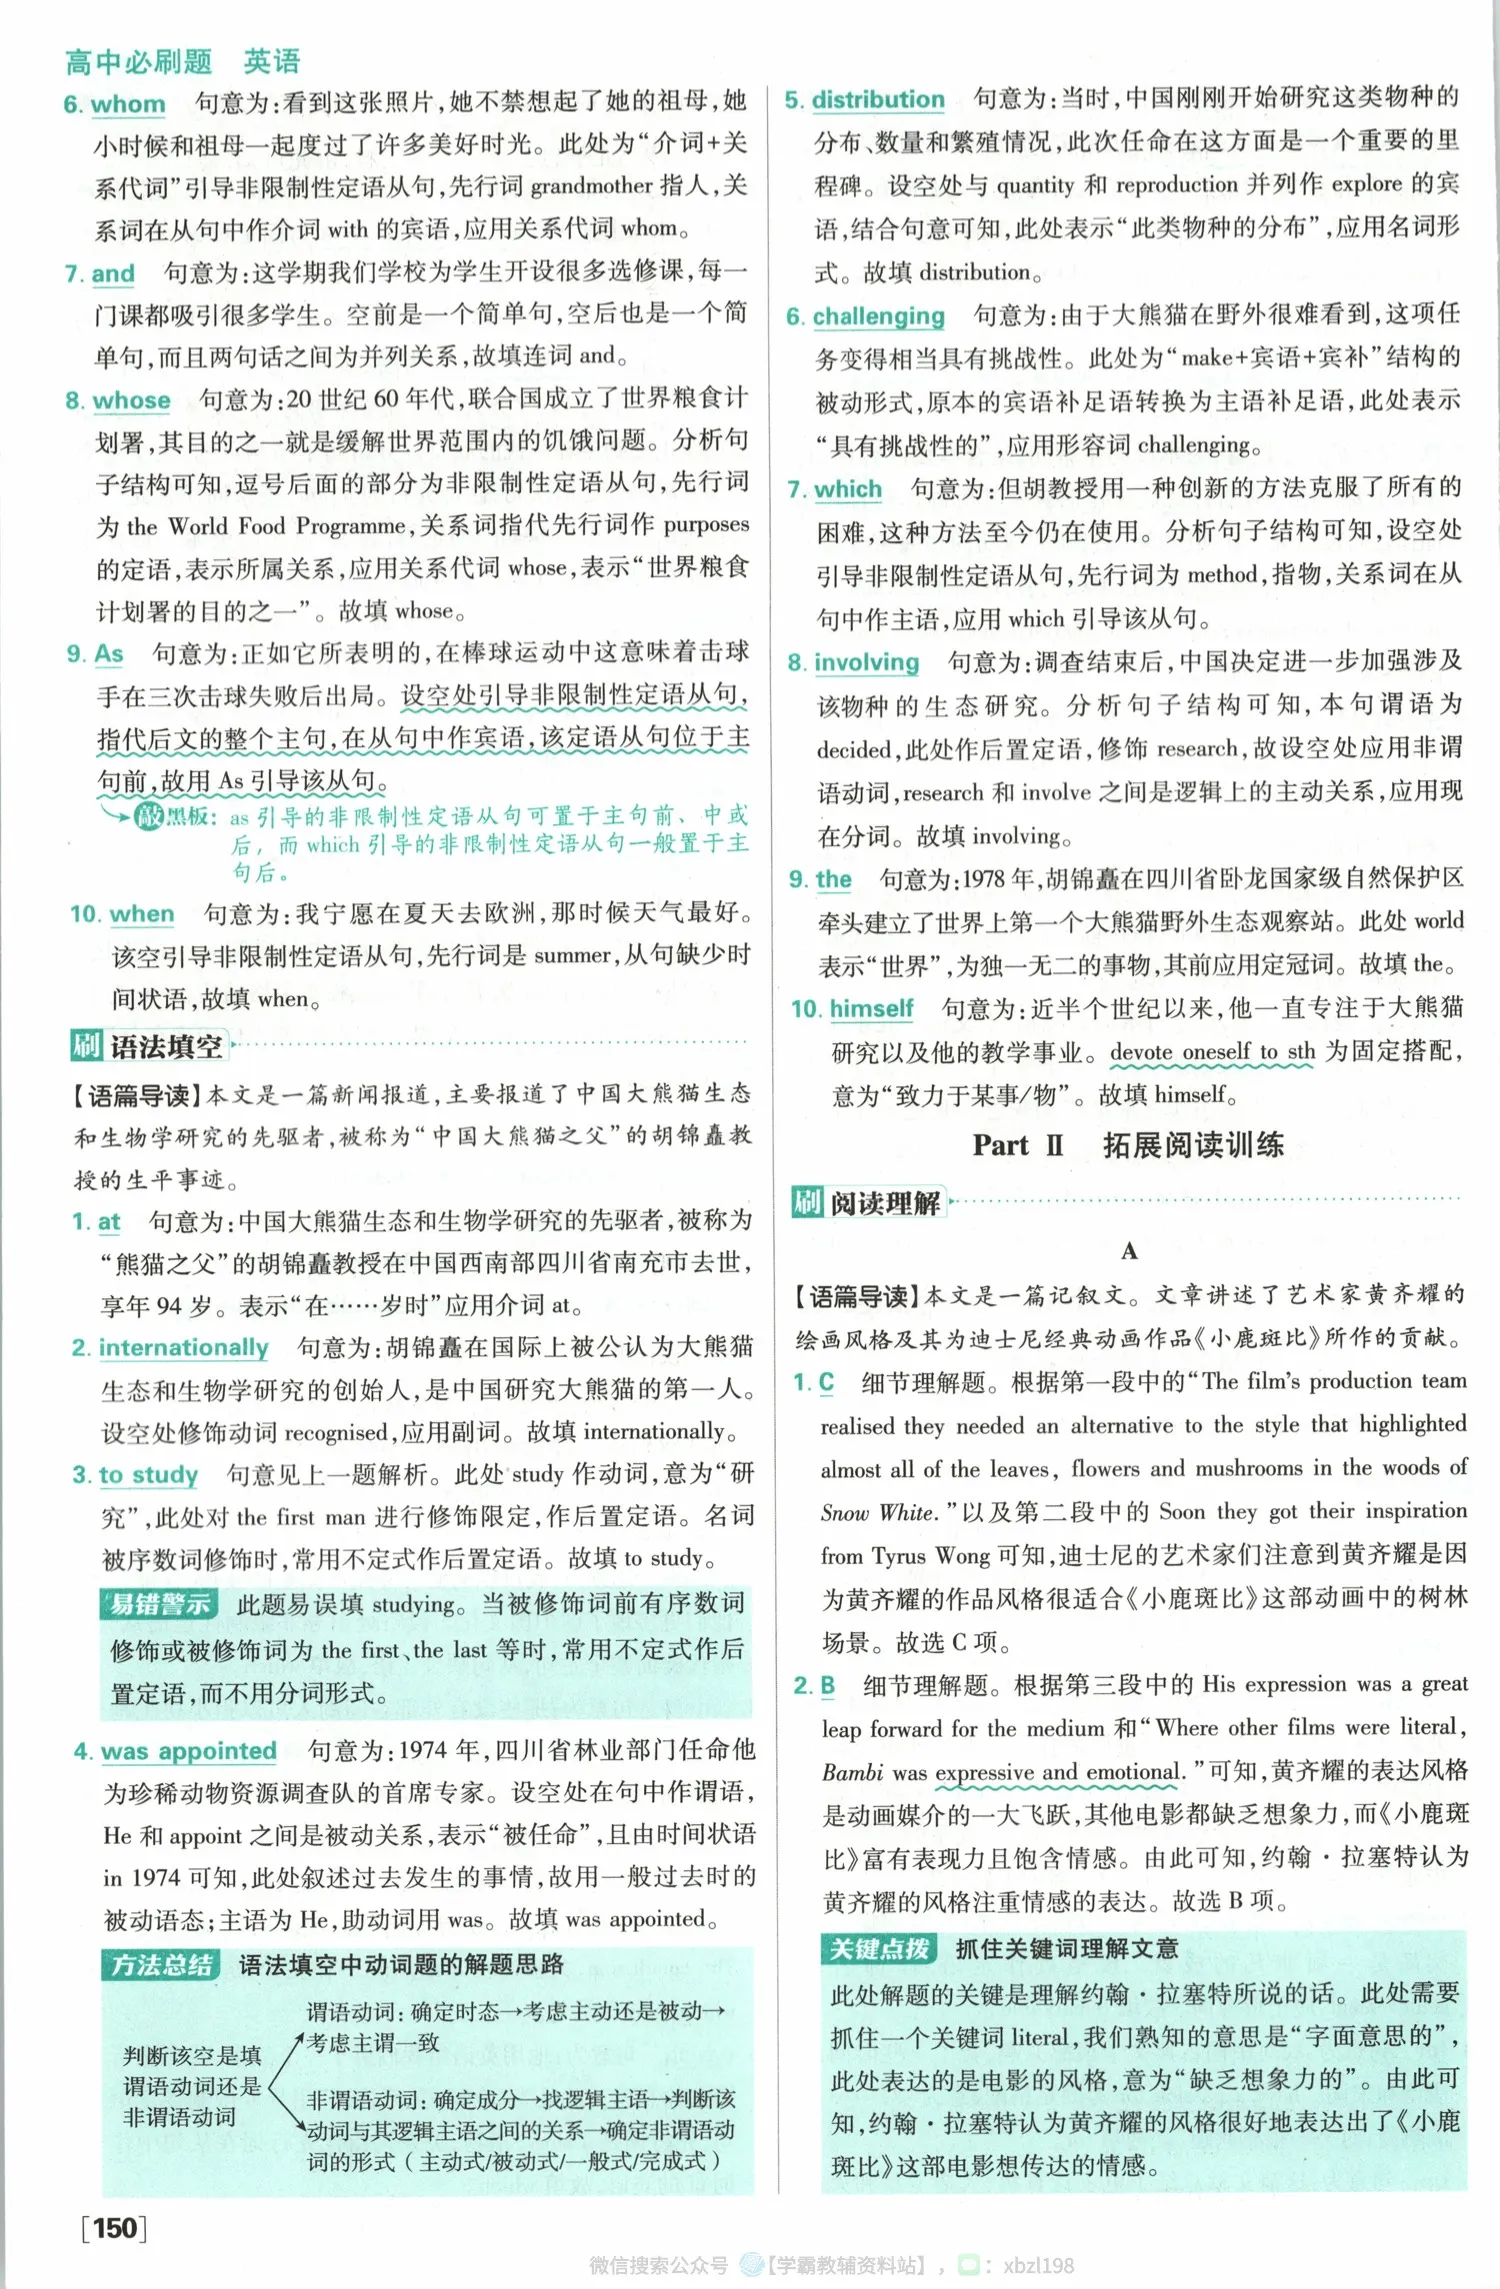 高中必刷题 英语
6. whom 句意为:看到这张照片,她不禁想起了她的祖母,她
小时候和祖母一起度过了许多美好时光。此处为“介词+关
系代词”引导非限制性定语从句,先行词 grandmother 指人,关
系词在从句中作介词 with 的宾语,应用关系代词 whom。
7. and 句意为:这学期我们学校为学生开设很多选修课,每一
门课都吸引很多学生。空前是一个简单句,空后也是一个简
单句,而且两句话之间为并列关系,故填连词 and。
8. whose 句意为:20 世纪 60 年代,联合国成立了世界粮食计
划署,其目的之一就是缓解世界范围内的饥饿问题。分析句
子结构可知,逗号后面的部分为非限制性定语从句,先行词
为 the World Food Programme,关系词指代先行词作 purposes
的定语,表示所属关系,应用关系代词 whose,表示“世界粮食
计划署的目的之一”。故填 whose。
9. As 句意为:正如它所表明的,在棒球运动中这意味着击球
手在三次击球失败后出局。设空处引导非限制性定语从句,
指代后文的整个主句,在从句中作宾语,该定语从句位于主
句前,故用 As 引导该从句。
敲黑板: as 引导的非限制性定语从句可置于主句前、中或
后，而 which 引导的非限制性定语从句一般置于主
句后。
10. when 句意为:我宁愿在夏天去欧洲,那时候天气最好。
该空引导非限制性定语从句,先行词是 summer,从句缺少时
间状语,故填 when。
刷 语法填空
【语篇导读】本文是一篇新闻报道,主要报道了中国大熊猫生态
和生物学研究的先驱者,被称为“中国大熊猫之父”的胡锦矗教
授的生平事迹。
1. at 句意为:中国大熊猫生态和生物学研究的先驱者,被称为
“熊猫之父”的胡锦矗教授在中国西南部四川省南充市去世,
享年 94 岁。表示“在……岁时”应用介词 at。
2. internationally 句意为:胡锦矗在国际上被公认为大熊猫
生态和生物学研究的创始人,是中国研究大熊猫的第一人。
设空处修饰动词 recognised,应用副词。故填 internationally。
3. to study 句意见上一题解析。此处 study 作动词,意为“研
究”,此处对 the first man 进行修饰限定,作后置定语。名词
被序数词修饰时,常用不定式作后置定语。故填 to study。
易错警示 此题易误填 studying。当被修饰词前有序数词
修饰或被修饰词为 the first、the last 等时,常用不定式作后
置定语,而不用分词形式。
4. was appointed 句意为:1974 年,四川省林业部门任命他
为珍稀动物资源调查队的首席专家。设空处在句中作谓语,
He 和 appoint 之间是被动关系,表示“被任命”,且由时间状语
in 1974 可知,此处叙述过去发生的事情,故用一般过去时的
被动语态;主语为 He,助动词用 was。故填 was appointed。
方法总结 语法填空中动词题的解题思路
判断该空是填
谓语动词还是
非谓语动词
谓语动词: 确定时态→考虑主动还是被动→
考虑主谓一致
非谓语动词: 确定成分→找逻辑主语→判断该
动词与其逻辑主语之间的关系→确定非谓语动
词的形式（主动式/被动式/一般式/完成式）
[150]
5. distribution 句意为:当时,中国刚刚开始研究这类物种的
分布、数量和繁殖情况,此次任命在这方面是一个重要的里
程碑。设空处与 quantity 和 reproduction 并列作 explore 的宾
语,结合句意可知,此处表示“此类物种的分布”,应用名词形
式。故填 distribution。
6. challenging 句意为:由于大熊猫在野外很难看到,这项任
务变得相当具有挑战性。此处为“make+宾语+宾补”结构的
被动形式,原本的宾语补足语转换为主语补足语,此处表示
“具有挑战性的”,应用形容词 challenging。
7. which 句意为:但胡教授用一种创新的方法克服了所有的
困难,这种方法至今仍在使用。分析句子结构可知,设空处
引导非限制性定语从句,先行词为 method,指物,关系词在从
句中作主语,应用 which 引导该从句。
8. involving 句意为:调查结束后,中国决定进一步加强涉及
该物种的生态研究。分析句子结构可知,本句谓语为
decided,此处作后置定语,修饰 research,故设空处应用非谓
语动词,research 和 involve 之间是逻辑上的主动关系,应用现
在分词。故填 involving。
9. the 句意为:1978 年,胡锦矗在四川省卧龙国家级自然保护区
牵头建立了世界上第一个大熊猫野外生态观察站。此处 world
表示“世界”,为独一无二的事物,其前应用定冠词。故填 the。
10. himself 句意为:近半个世纪以来,他一直专注于大熊猫
研究以及他的教学事业。devote oneself to sth 为固定搭配,
意为“致力于某事/物”。故填 himself。
Part Ⅱ 拓展阅读训练
刷 阅读理解
A
【语篇导读】本文是一篇记叙文。文章讲述了艺术家黄齐耀的
绘画风格及其为迪士尼经典动画作品《小鹿斑比》所作的贡献。
1. C 细节理解题。根据第一段中的“The film’s production team
realised they needed an alternative to the style that highlighted
almost all of the leaves, flowers and mushrooms in the woods of
Snow White.”以及第二段中的 Soon they got their inspiration
from Tyrus Wong 可知,迪士尼的艺术家们注意到黄齐耀是因
为黄齐耀的作品风格很适合《小鹿斑比》这部动画中的树林
场景。故选 C 项。
2. B 细节理解题。根据第三段中的 His expression was a great
leap forward for the medium 和“Where other films were literal,
Bambi was expressive and emotional.”可知,黄齐耀的表达风格
是动画媒介的一大飞跃,其他电影都缺乏想象力,而《小鹿斑
比》富有表现力且饱含情感。由此可知,约翰·拉塞特认为
黄齐耀的风格注重情感的表达。故选 B 项。
关键点拨 抓住关键词理解文意
此处解题的关键是理解约翰·拉塞特所说的话。此处需要
抓住一个关键词 literal,我们熟知的意思是“字面意思的”,
此处表达的是电影的风格,意为“缺乏想象力的”。由此可
知,约翰·拉塞特认为黄齐耀的风格很好地表达出了《小鹿
斑比》这部电影想传达的情感。
微信搜索公众号【学霸教辅资料站】，：xbzl198